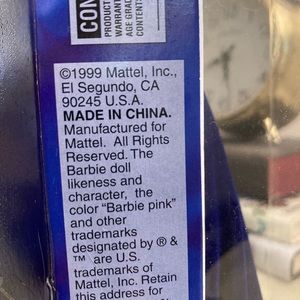 CON
PRODUCT
WARRANT
AGE GRAD
CONTENTS
©1999 Mattel, Inc.,
El Segundo, CA
90245 U.S.A.
MADE IN CHINA.
Manufactured for
Mattel. All Rights
Reserved. The
Barbie doll
likeness and
character, the
color "Barbie pink"
and other
trademarks
designated by ® &
™ are U.S.
trademarks of
Mattel, Inc. Retain
this address for